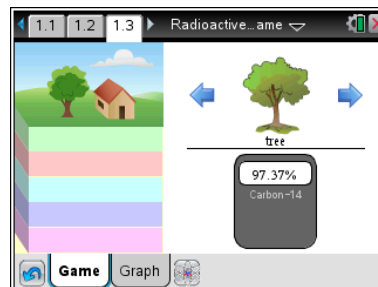 1.1 1.2 1.3 Radioactive...ame
tree
97.37%
Carbon-14
Game Graph